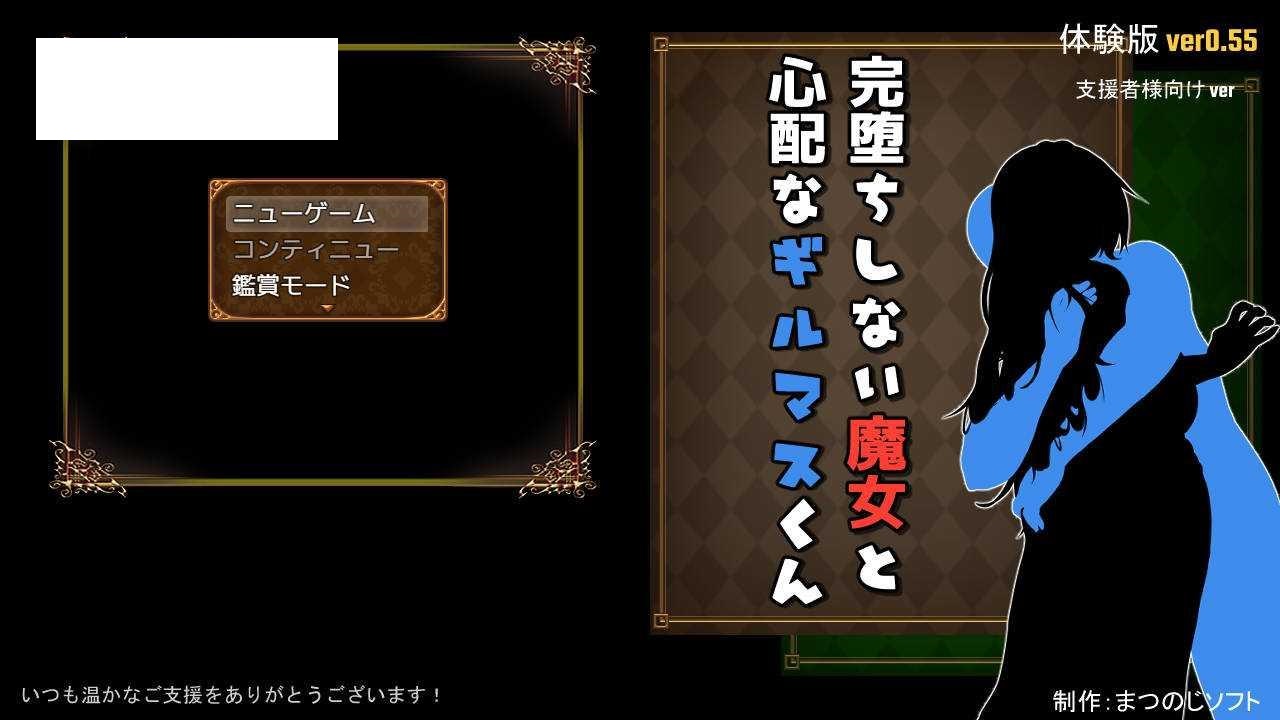 体験版 ver0.55
支援者様向け ver
完堕ちしない魔女と
心配なギルマスくん
ニューゲーム
コンティニュー
鑑賞モード
いつも温かなご支援をありがとうございます！
制作：まつのじソフト